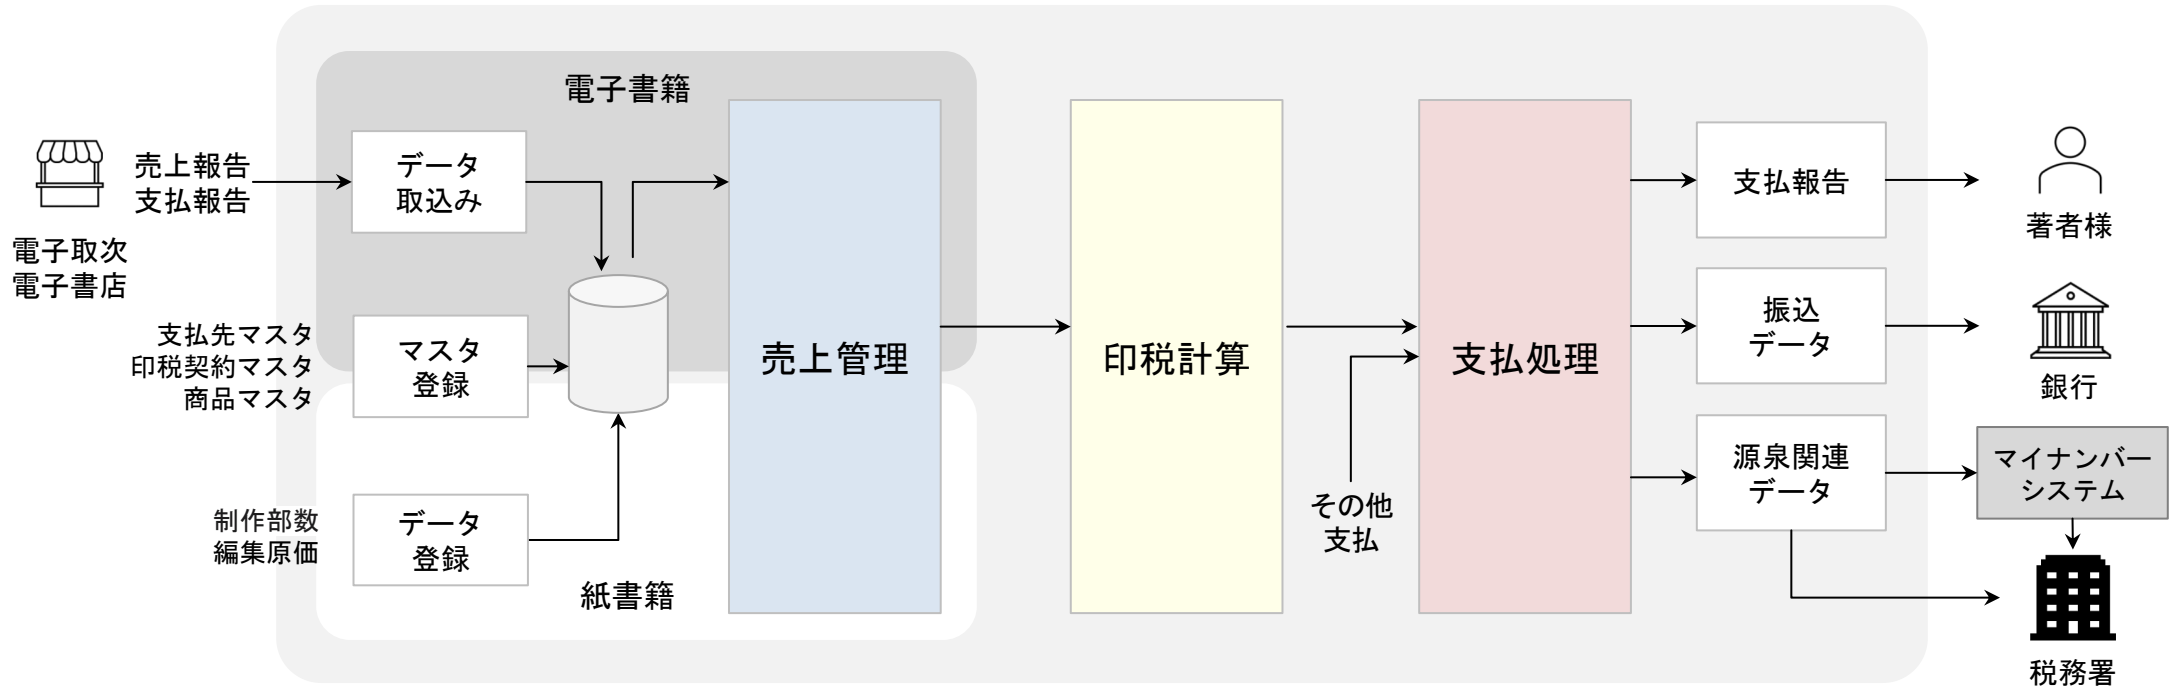 電子書籍
売上報告
支払報告
電子取次
電子書店
データ
取込み
支払先マスタ
印税契約マスタ
商品マスタ
マスタ
登録
制作部数
編集原価
データ
登録
紙書籍
売上管理
印税計算
その他
支払
支払処理
支払報告
著者様
振込
データ
銀行
源泉関連
データ
マイナンバー
システム
税務署